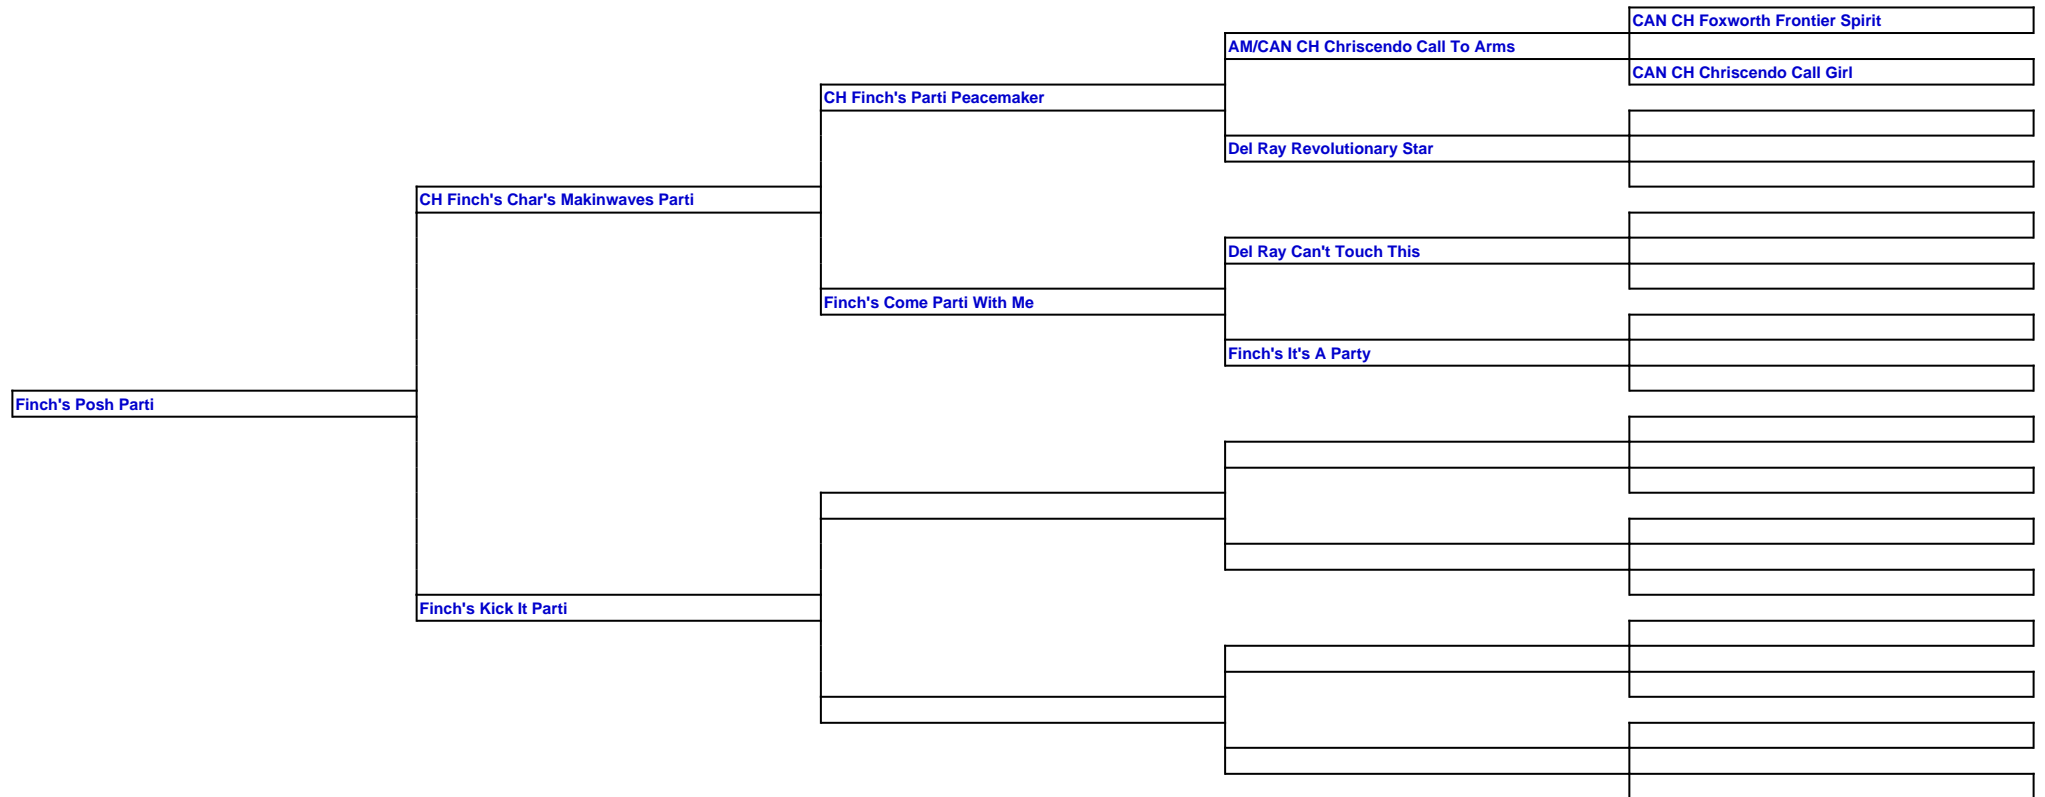 CAN CH Foxworth Frontier Spirit
AM/CAN CH Chriscendo Call To Arms
CAN CH Chriscendo Call Girl
CH Finch's Parti Peacemaker
Del Ray Revolutionary Star
CH Finch's Char's Makinwaves Parti
Del Ray Can't Touch This
Finch's Come Parti With Me
Finch's It's A Party
Finch's Posh Parti
Finch's Kick It Parti